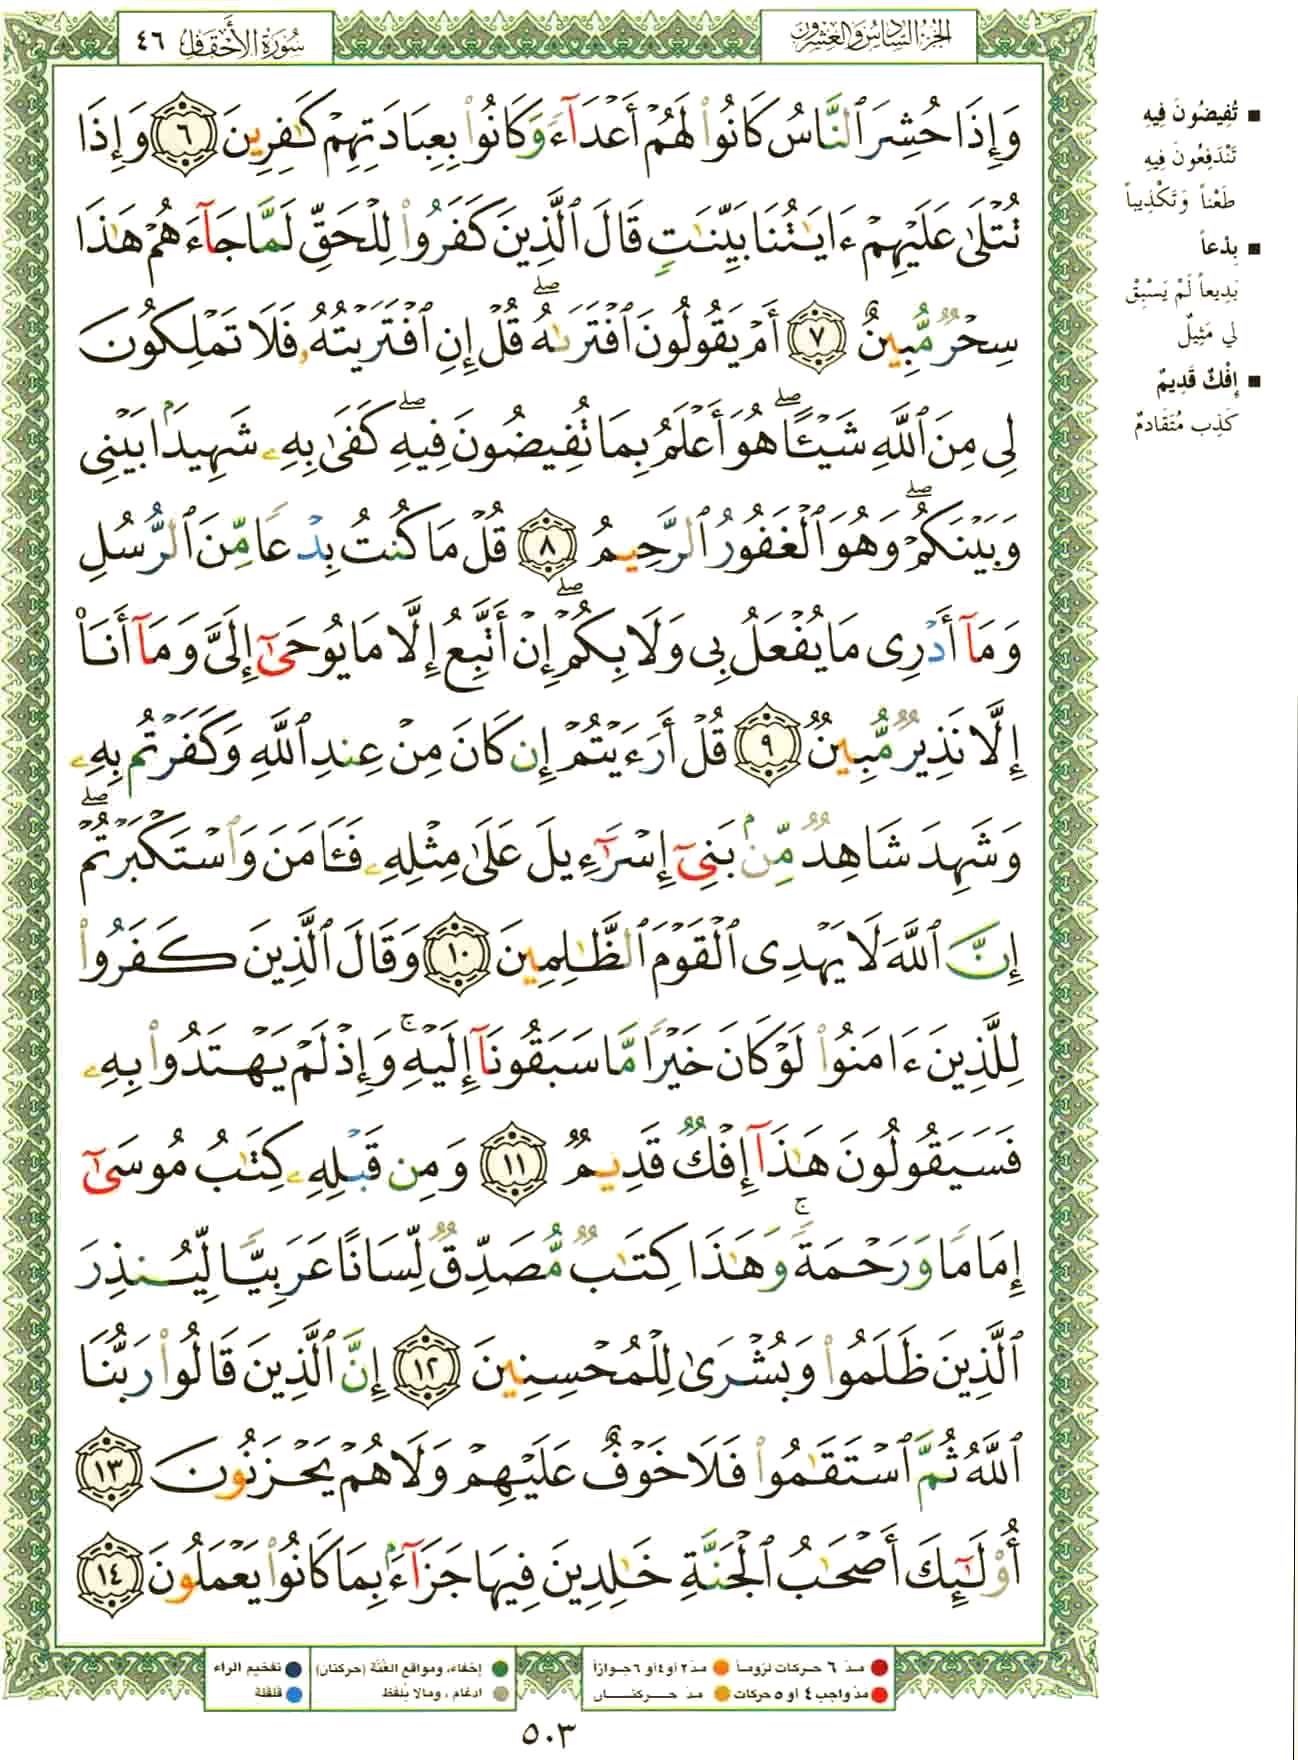 الجزء السادس والعشرون
سورة الأحقاف ٤٦
وَإِذَا حُشِرَ ٱلنَّاسُ كَانُوا۟ لَهُمْ أَعْدَآءً وَكَانُوا۟ بِعِبَادَتِهِمْ كَٰفِرِينَ ٦ وَإِذَا
تُتْلَىٰ عَلَيْهِمْ ءَايَٰتُنَا بَيِّنَٰتٍ قَالَ ٱلَّذِينَ كَفَرُوا۟ لِلْحَقِّ لَمَّا جَآءَهُمْ هَٰذَا
سِحْرٌ مُّبِينٌ ٧ أَمْ يَقُولُونَ ٱفْتَرَىٰهُ ۖ قُلْ إِنِ ٱفْتَرَيْتُهُۥ فَلَا تَمْلِكُونَ
لِى مِنَ ٱللَّهِ شَيْـًٔا ۖ هُوَ أَعْلَمُ بِمَا تُفِيضُونَ فِيهِ ۖ كَفَىٰ بِهِۦ شَهِيدًۢا بَيْنِى
وَبَيْنَكُمْ ۖ وَهُوَ ٱلْغَفُورُ ٱلرَّحِيمُ ٨ قُلْ مَا كُنتُ بِدْعًا مِّنَ ٱلرُّسُلِ
وَمَآ أَدْرِى مَا يُفْعَلُ بِى وَلَا بِكُمْ ۖ إِنْ أَتَّبِعُ إِلَّا مَا يُوحَىٰٓ إِلَىَّ وَمَآ أَنَا۠
إِلَّا نَذِيرٌ مُّبِينٌ ٩ قُلْ أَرَءَيْتُمْ إِن كَانَ مِنْ عِندِ ٱللَّهِ وَكَفَرْتُم بِهِۦ
وَشَهِدَ شَاهِدٌ مِّنۢ بَنِىٓ إِسْرَٰٓءِيلَ عَلَىٰ مِثْلِهِۦ فَـَٔامَنَ وَٱسْتَكْبَرْتُمْ ۖ
إِنَّ ٱللَّهَ لَا يَهْدِى ٱلْقَوْمَ ٱلظَّٰلِمِينَ ١٠ وَقَالَ ٱلَّذِينَ كَفَرُوا۟
لِلَّذِينَ ءَامَنُوا۟ لَوْ كَانَ خَيْرًا مَّا سَبَقُونَآ إِلَيْهِ ۚ وَإِذْ لَمْ يَهْتَدُوا۟ بِهِۦ
فَسَيَقُولُونَ هَٰذَآ إِفْكٌ قَدِيمٌ ١١ وَمِن قَبْلِهِۦ كِتَٰبُ مُوسَىٰٓ
إِمَامًا وَرَحْمَةً ۚ وَهَٰذَا كِتَٰبٌ مُّصَدِّقٌ لِّسَانًا عَرَبِيًّا لِّيُنذِرَ
ٱلَّذِينَ ظَلَمُوا۟ وَبُشْرَىٰ لِلْمُحْسِنِينَ ١٢ إِنَّ ٱلَّذِينَ قَالُوا۟ رَبُّنَا
ٱللَّهُ ثُمَّ ٱسْتَقَٰمُوا۟ فَلَا خَوْفٌ عَلَيْهِمْ وَلَا هُمْ يَحْزَنُونَ ١٣
أُو۟لَٰٓئِكَ أَصْحَٰبُ ٱلْجَنَّةِ خَٰلِدِينَ فِيهَا جَزَآءًۢ بِمَا كَانُوا۟ يَعْمَلُونَ ١٤
■ تُفِيضُونَ فِيهِ
تَنْدَفِعُونَ فِيهِ
طَعْناً وَتَكْذِيباً
■ بِدْعاً
بَدِيعاً لَمْ يَسْبِقْ
لِي مَثِيلٌ
■ إِفْكٌ قَدِيمٌ
كَذِب مُتَقَادمٌ
مدّ ٦ حركات لزوماً مدّ ٢ أو ٤ أو ٦ جوازاً
مدّ واجب ٤ أو ٥ حركات مدّ حركتان
إخفاء، ومواقع الغُنَّة (حركتان)
ادغام ، ومالا يُلفَظ
تفخيم الراء
قلقلة
٥٠٣